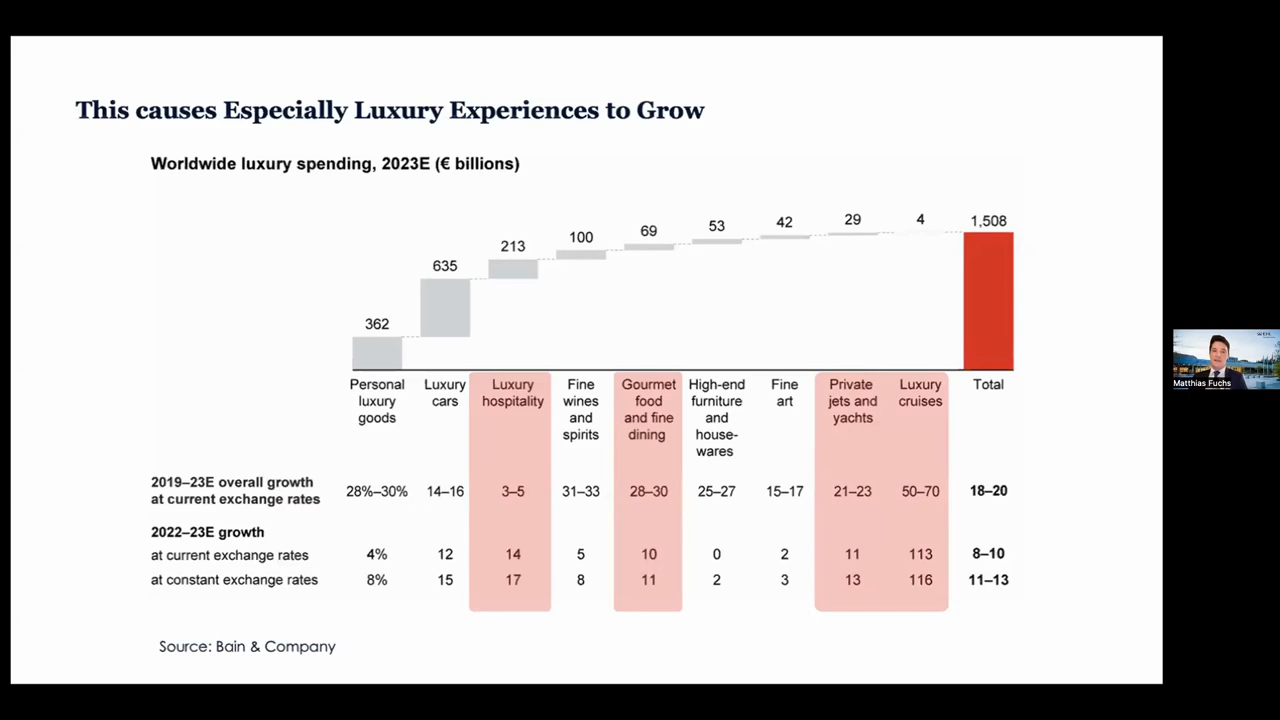 This causes Especially Luxury Experiences to Grow
Worldwide luxury spending, 2023E (€ billions)
362
635
213
100
69
53
42
29
4
1,508
Personal
luxury
goods
Luxury
cars
Luxury
hospitality
Fine
wines
and
spirits
Gourmet
food
and fine
dining
High-end
furniture
and
house-
wares
Fine
art
Private
jets and
yachts
Luxury
cruises
Total
2019–23E overall growth
at current exchange rates
28%–30% 14–16 3–5 31–33 28–30 25–27 15–17 21–23 50–70 18–20
2022–23E growth
at current exchange rates 4% 12 14 5 10 0 2 11 113 8–10
at constant exchange rates 8% 15 17 8 11 2 3 13 116 11–13
Source: Bain & Company
Matthias Fuchs